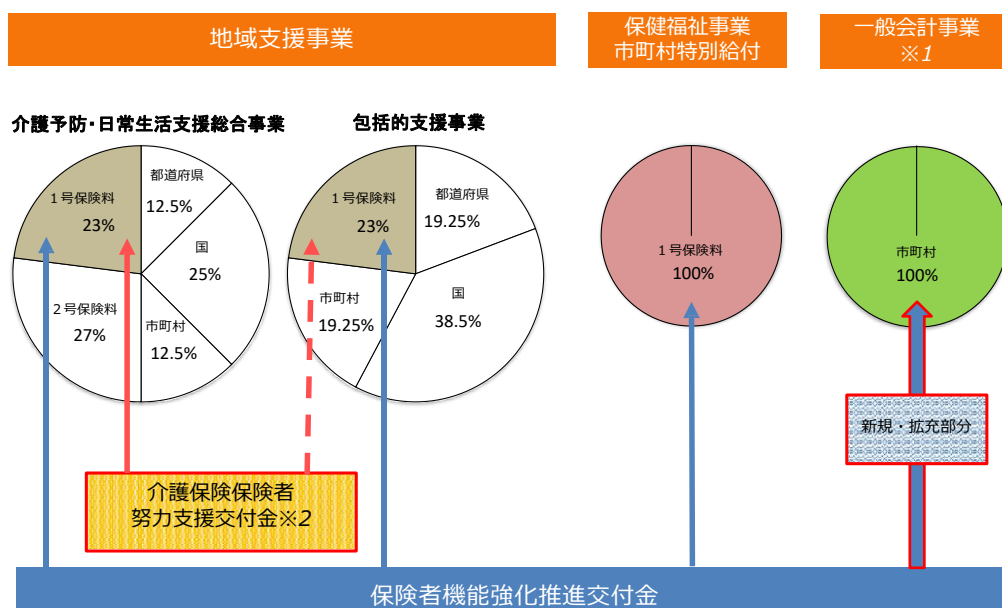 地域支援事業
保健福祉事業
市町村特別給付
一般会計事業
※1
介護予防・日常生活支援総合事業
包括的支援事業
1号保険料
23%
都道府県
12.5%
国
25%
市町村
12.5%
2号保険料
27%
1号保険料
23%
都道府県
19.25%
国
38.5%
市町村
19.25%
1号保険料
100%
市町村
100%
新規・拡充部分
介護保険保険者
努力支援交付金※2
保険者機能強化推進交付金